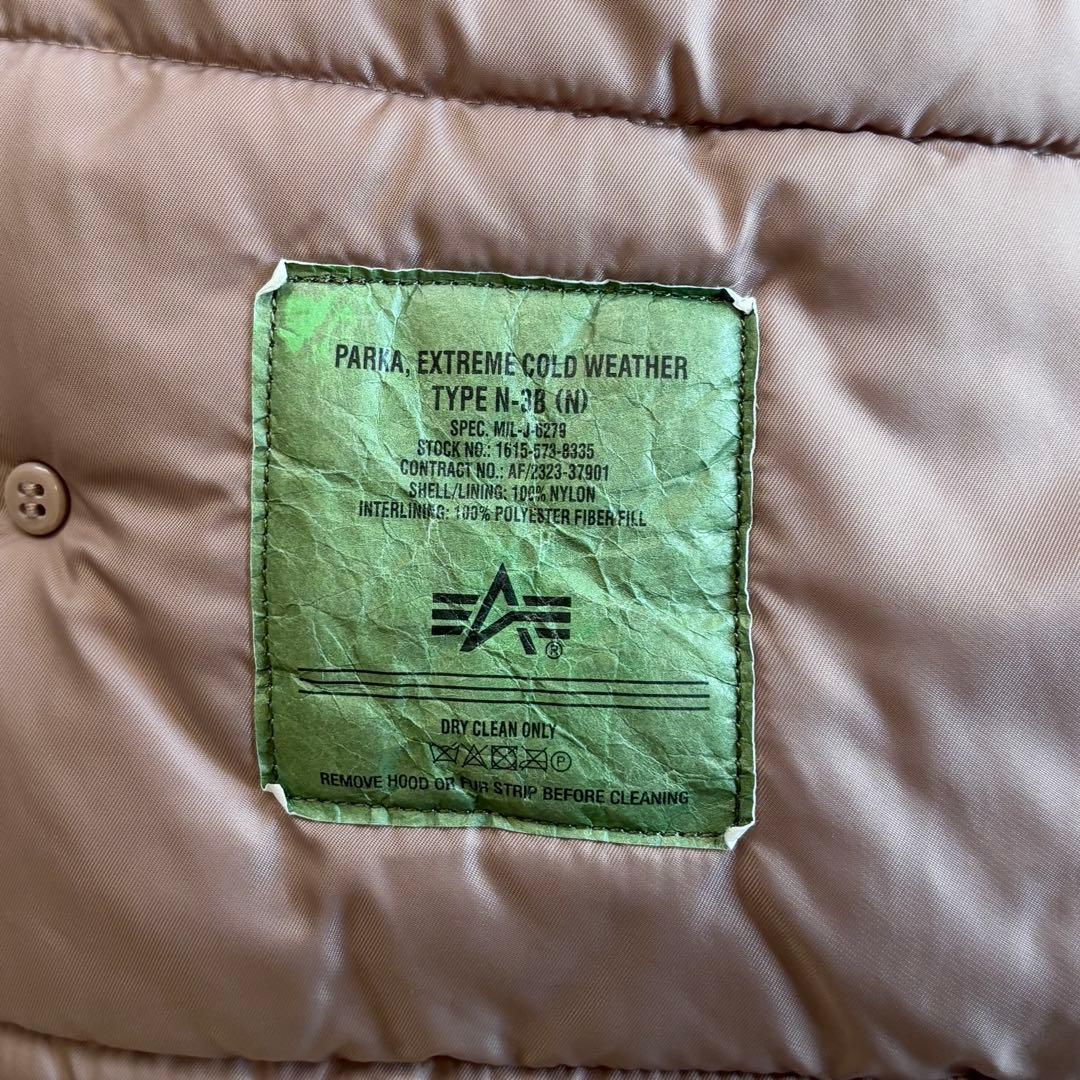 PARKA, EXTREME COLD WEATHER
TYPE N-3B (N)
SPEC. MIL-J-6279
STOCK NO.: 1615-573-8335
CONTRACT NO.: AF/2323-37901
SHELL/LINING: 100% NYLON
INTERLINING: 100% POLYESTER FIBER FILL
®
DRY CLEAN ONLY
P
REMOVE HOOD OR FUR STRIP BEFORE CLEANING